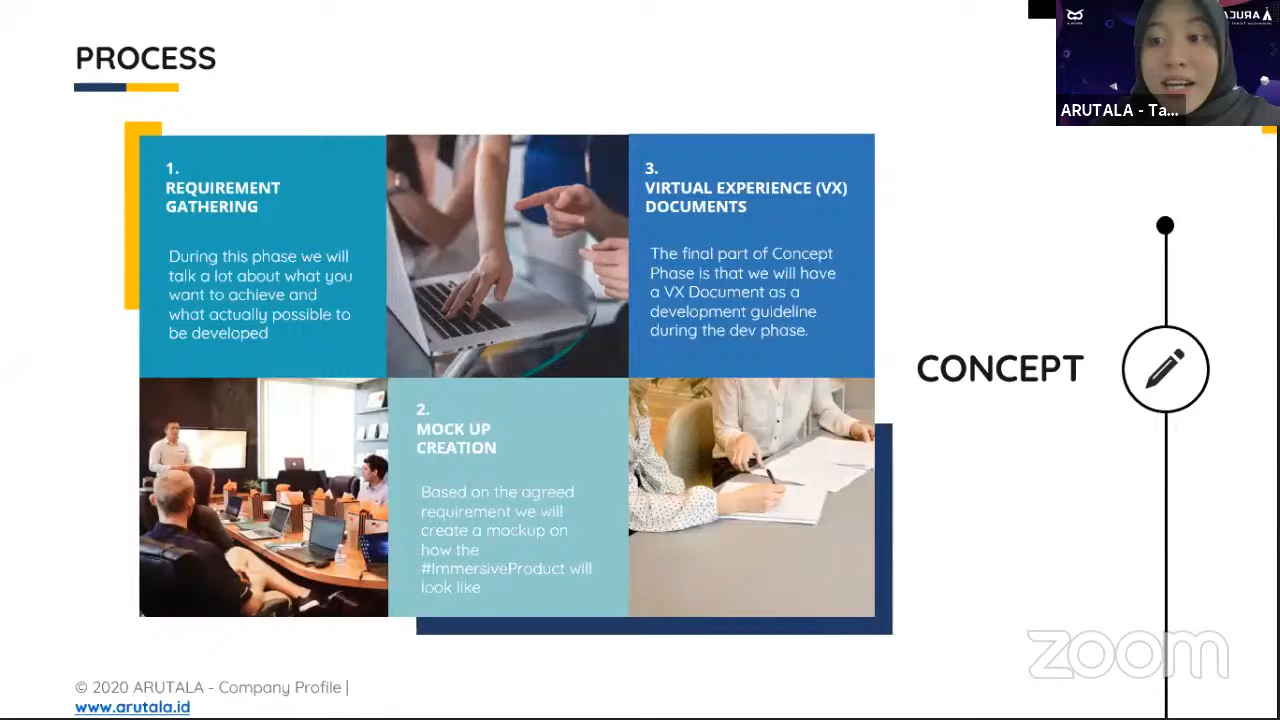 PROCESS
1.
REQUIREMENT
GATHERING
During this phase we will
talk a lot about what you
want to achieve and
what actually possible to
be developed
2.
MOCK UP
CREATION
Based on the agreed
requirement we will
create a mockup on
how the
#ImmersiveProduct will
look like
3.
VIRTUAL EXPERIENCE (VX)
DOCUMENTS
The final part of Concept
Phase is that we will have
a VX Document as a
development guideline
during the dev phase.
CONCEPT
ARUTALA - Ta...
© 2020 ARUTALA - Company Profile |
www.arutala.id
zoom